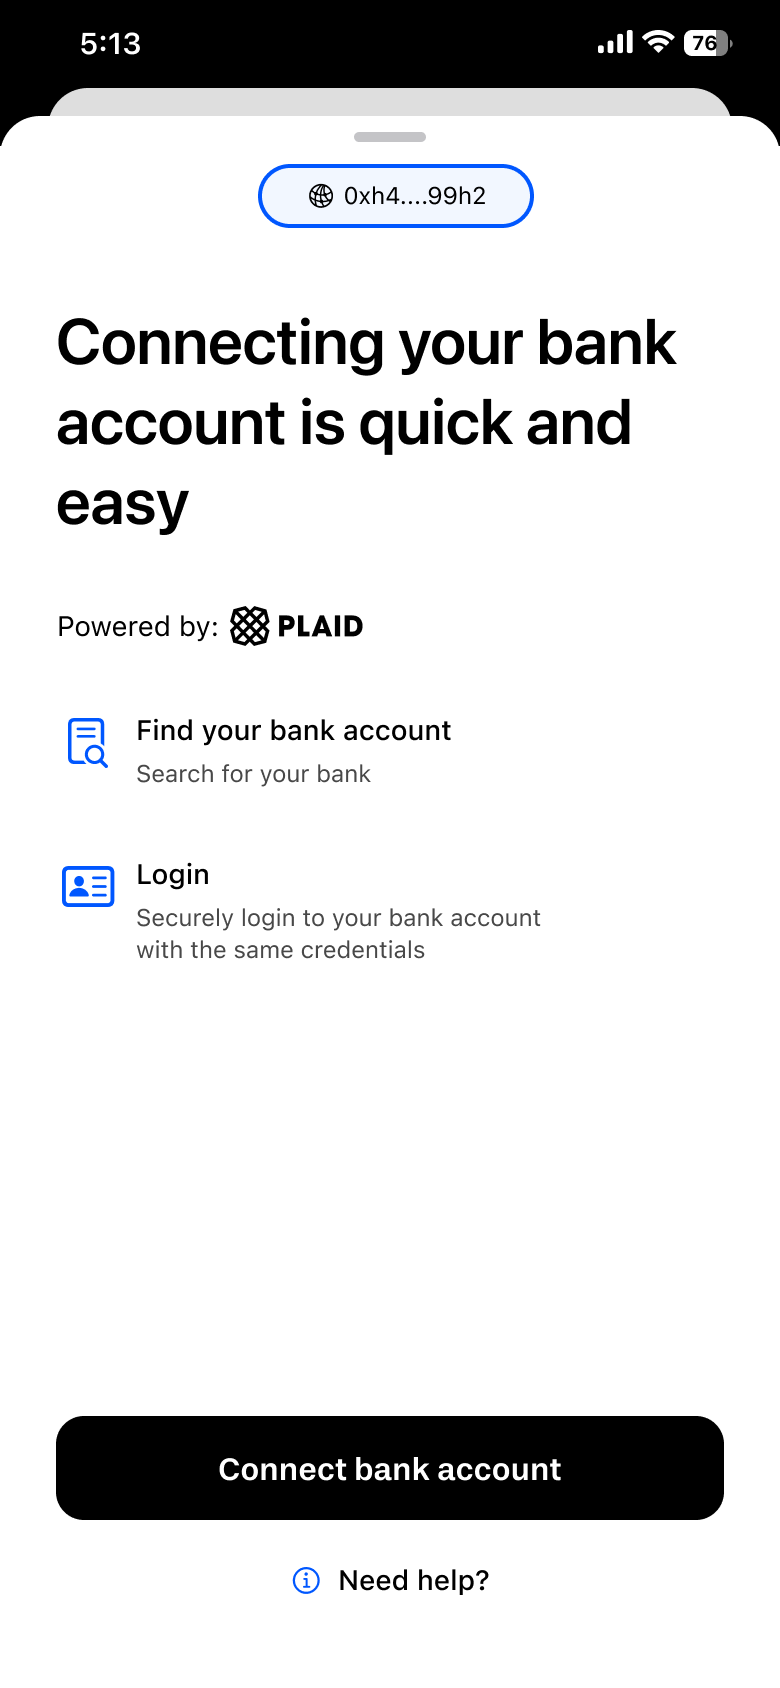 5:13
76
0xh4....99h2
Connecting your bank
account is quick and
easy
Powered by: PLAID
Find your bank account
Search for your bank
Login
Securely login to your bank account
with the same credentials
Connect bank account
Need help?